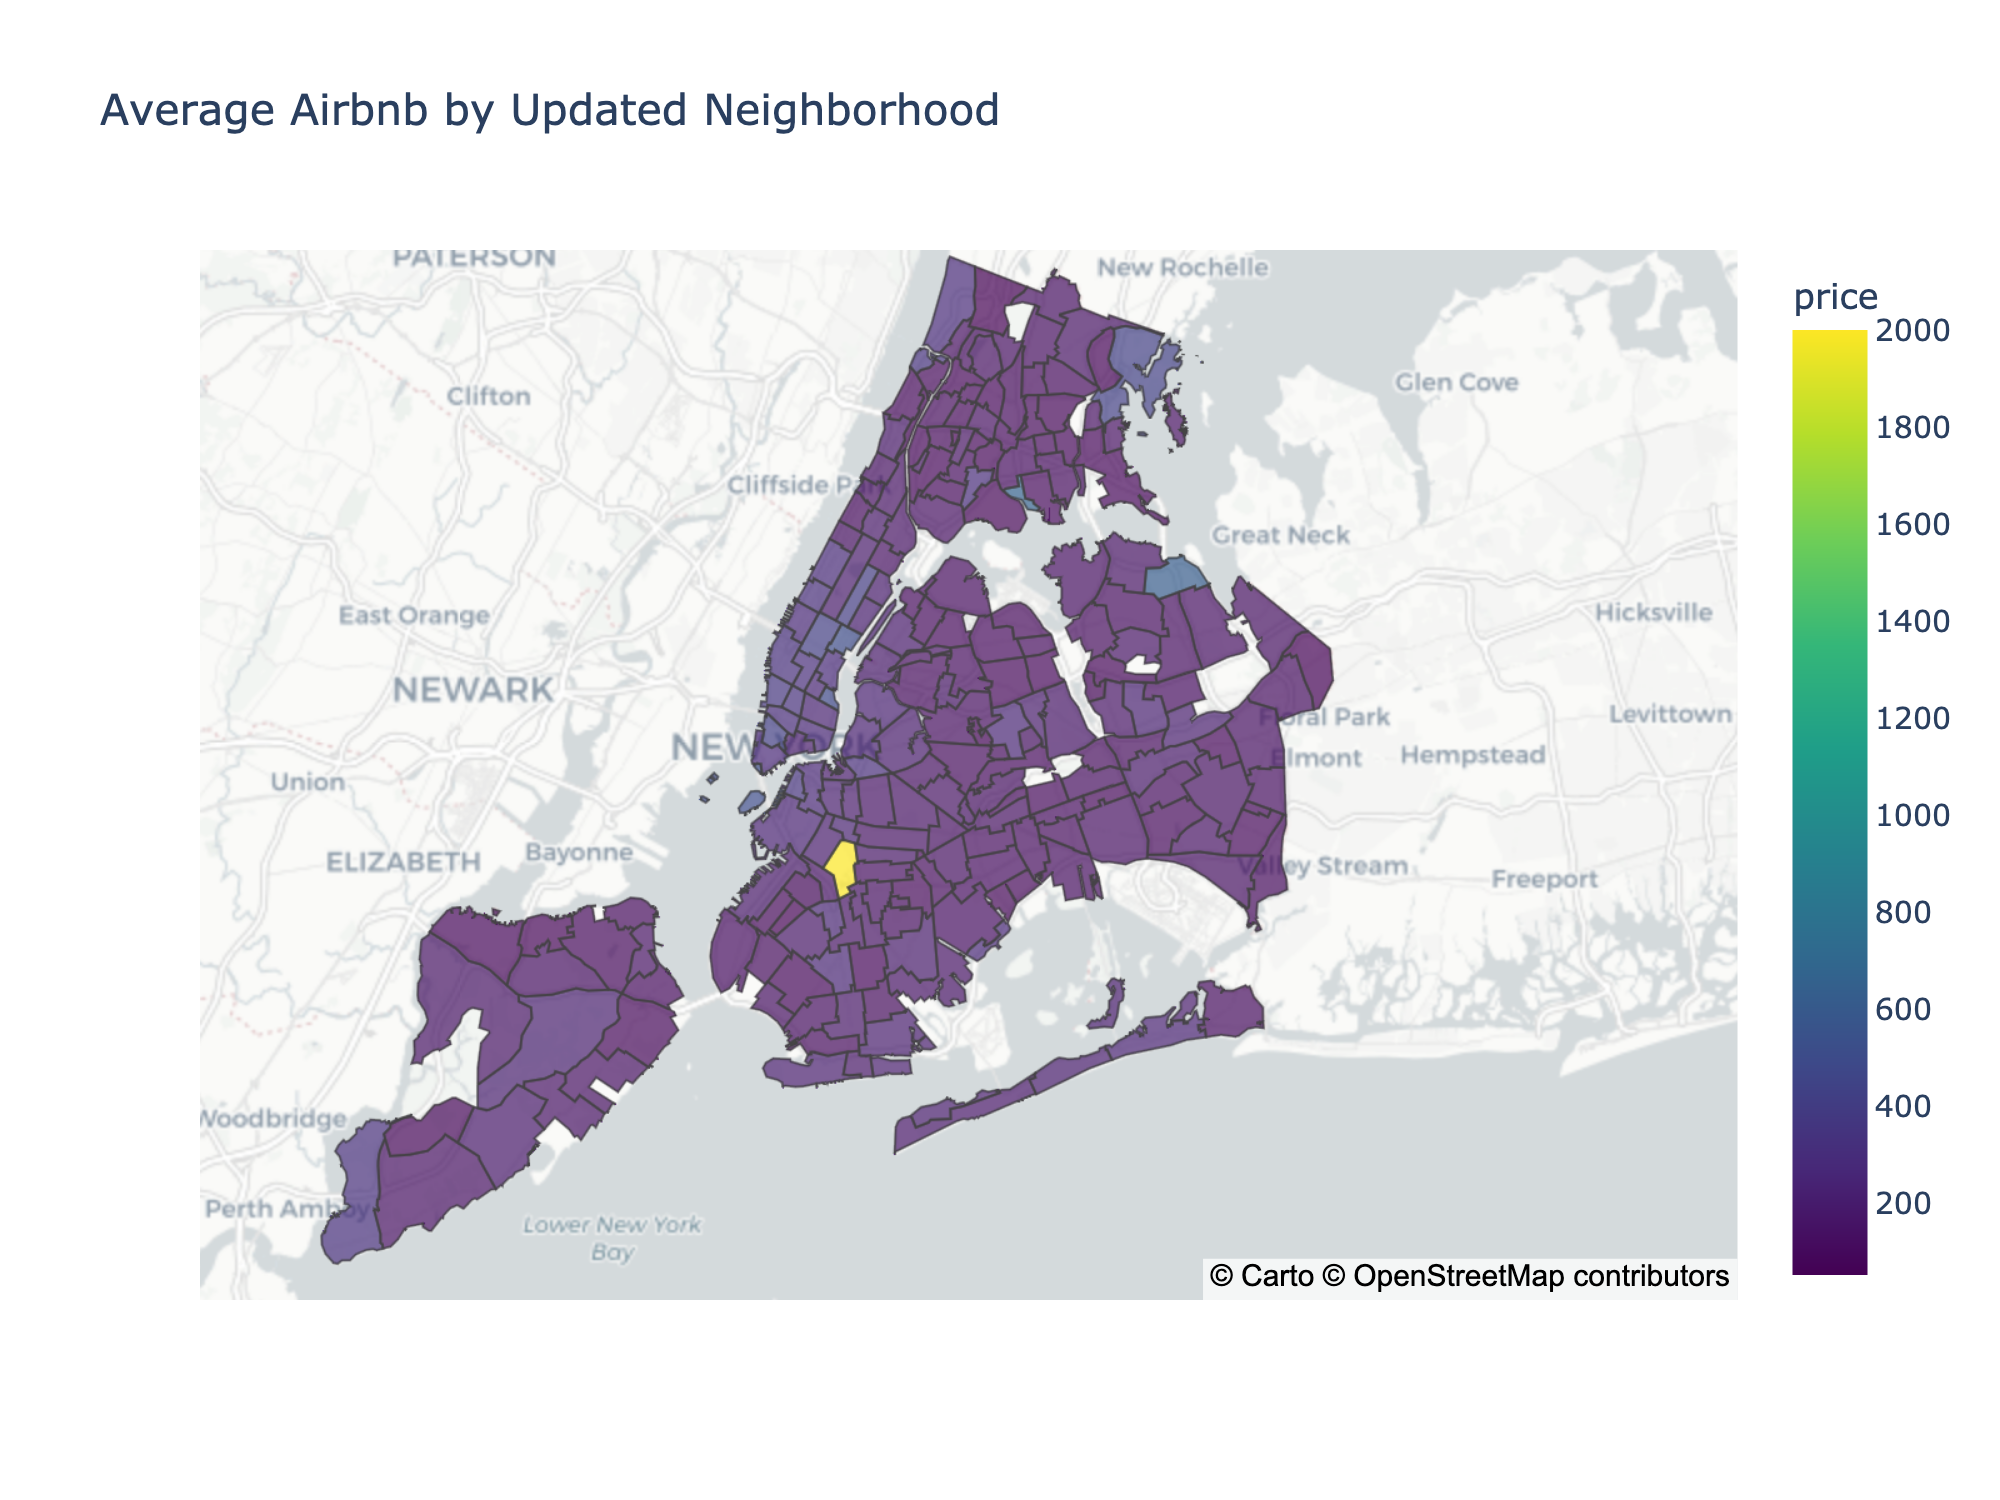 Average Airbnb by Updated Neighborhood
PATERSON
New Rochelle
price
2000
Glen Cove
Clifton
1800
Cliffside Park
1600
Great Neck
East Orange
Hicksville
1400
NEWARK
Floral Park
Levittown
1200
NEW YORK
Elmont
Hempstead
Union
1000
ELIZABETH
Bayonne
Valley Stream
Freeport
800
600
Woodbridge
400
Perth Amboy
200
Lower New York
Bay
© Carto © OpenStreetMap contributors